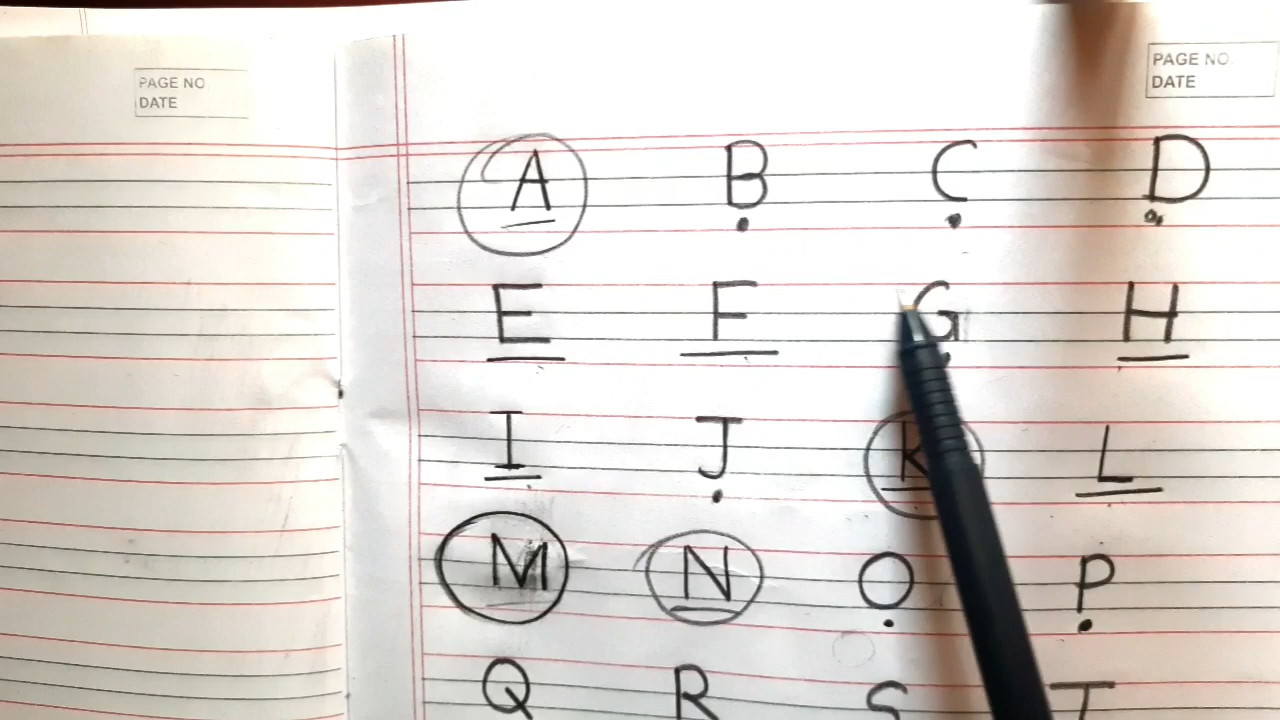 PAGE NO
DATE
PAGE NO.
DATE
A B C D
E F G H
I J K L
M N O P
Q R S T